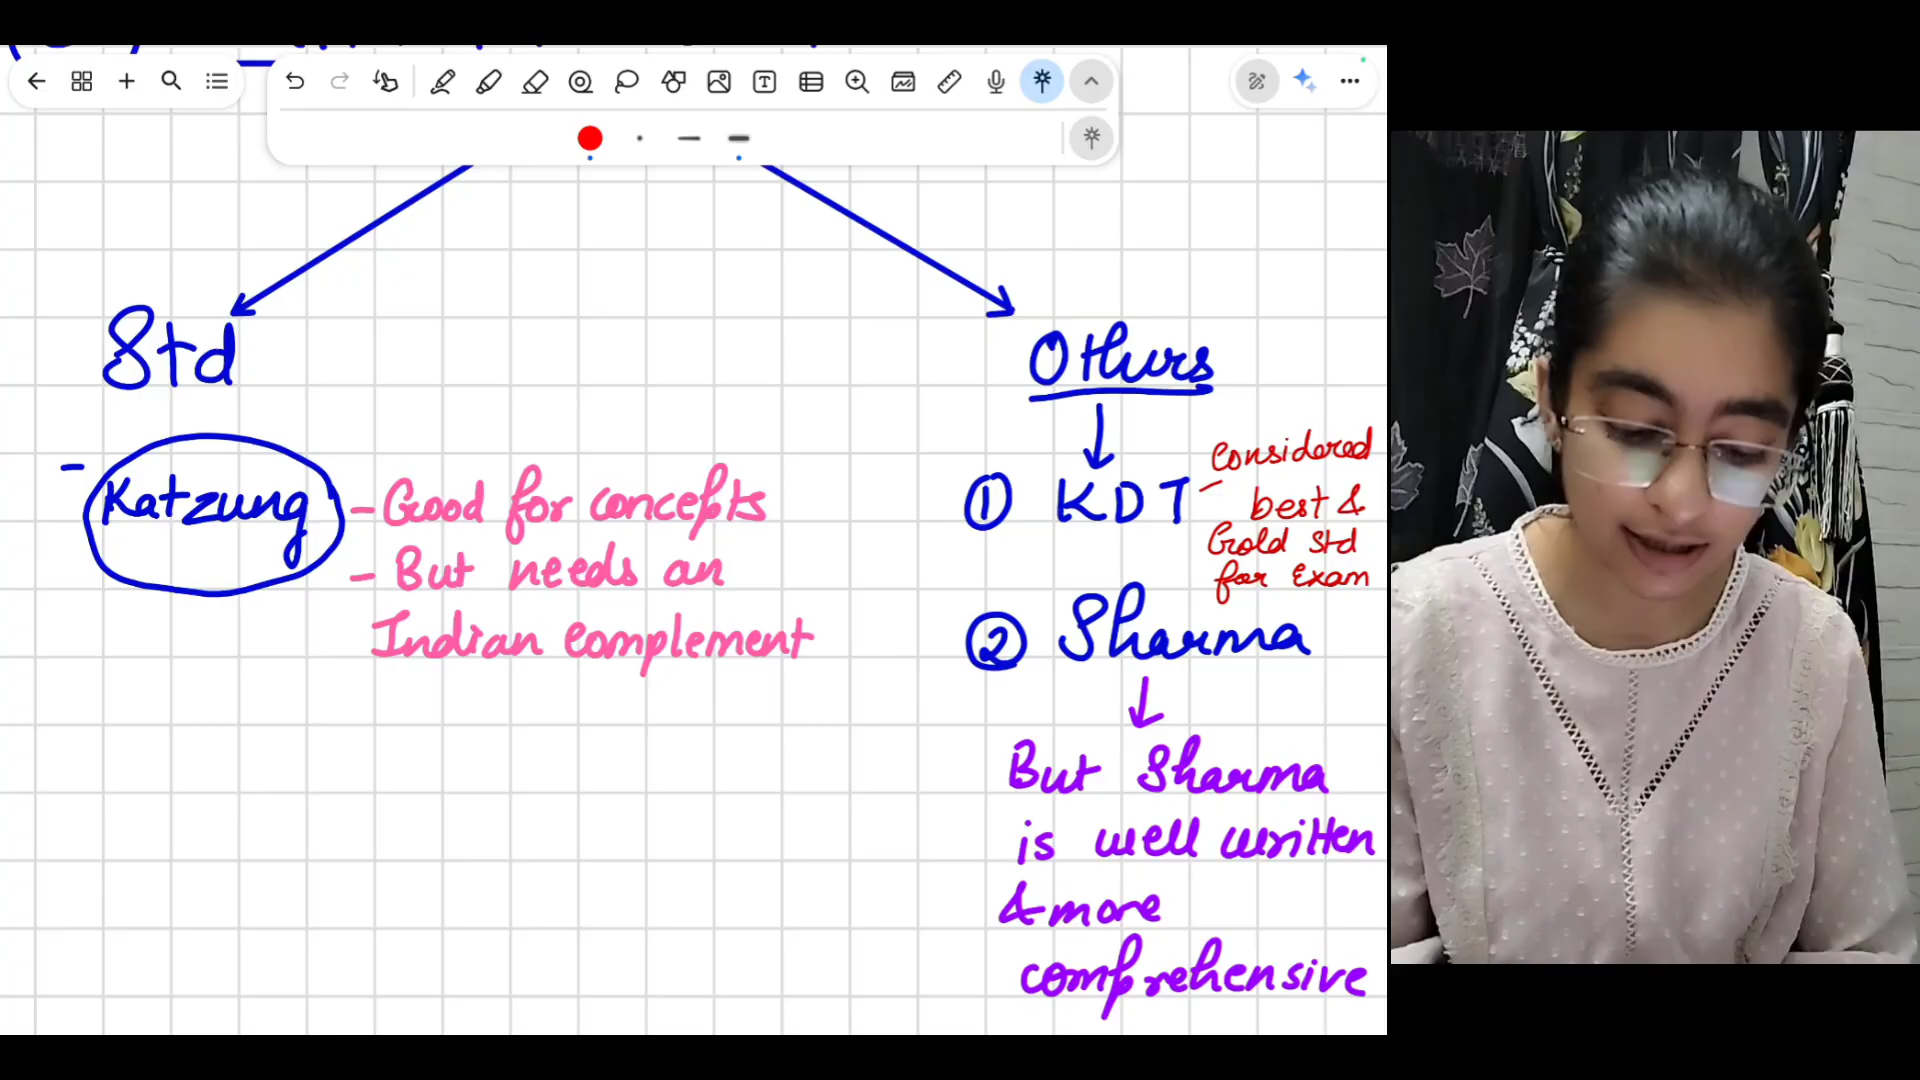 Std
- Katzung
- Good for concepts
- But needs an
Indian complement
Others
① KDT
- Considered
best &
Gold Std
for Exam
② Sharma
But Sharma
is well written
& more
comprehensive